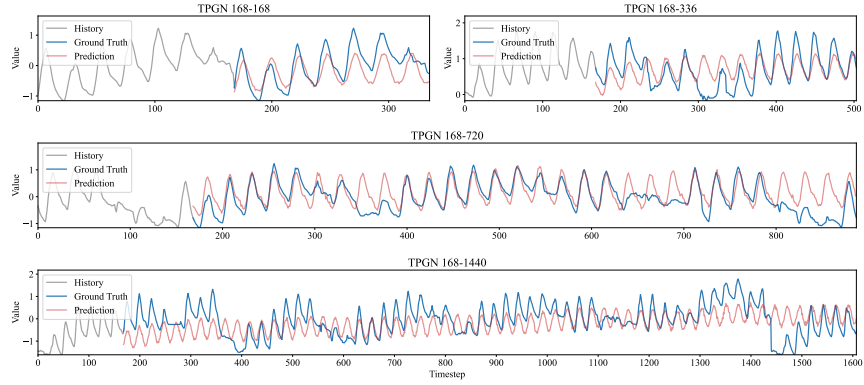 TPGN 168-168
History
Ground Truth
Prediction
Value
1
0
−1
0
100
200
300
TPGN 168-336
History
Ground Truth
Prediction
Value
2
1
0
0
100
200
300
400
500
TPGN 168-720
History
Ground Truth
Prediction
Value
1
0
−1
0
100
200
300
400
500
600
700
800
TPGN 168-1440
History
Ground Truth
Prediction
Value
2
1
0
−1
0
100
200
300
400
500
600
700
800
900
1000
1100
1200
1300
1400
1500
1600
Timestep